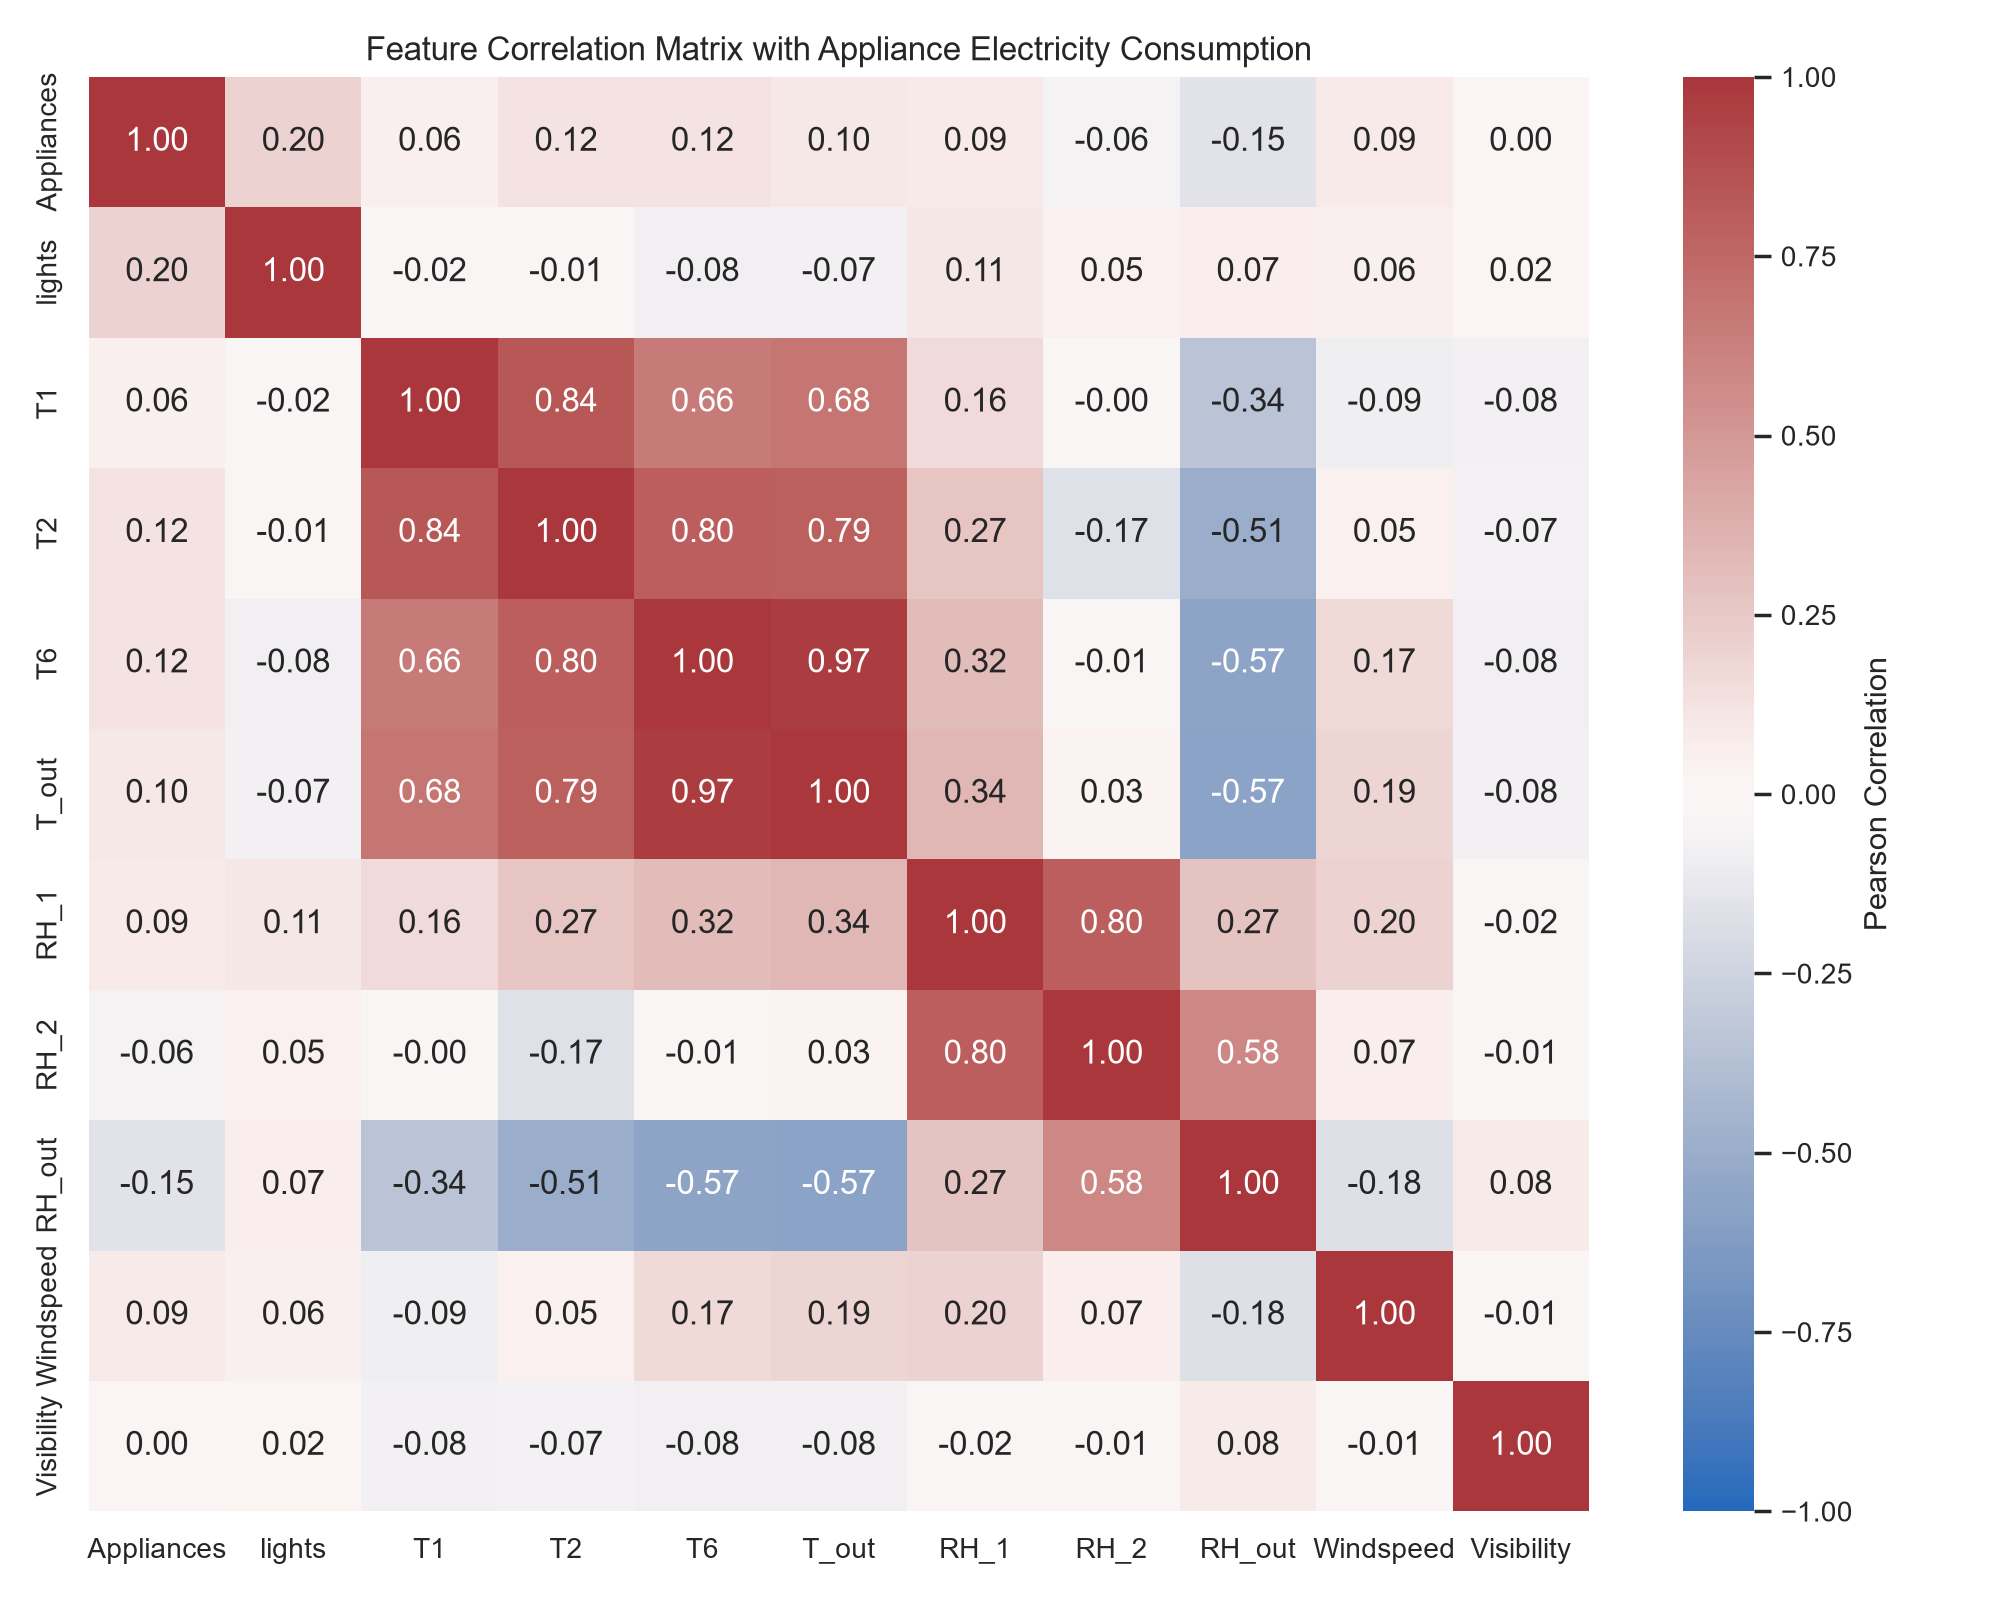 Feature Correlation Matrix with Appliance Electricity Consumption
Appliances 1.00 0.20 0.06 0.12 0.12 0.10 0.09 -0.06 -0.15 0.09 0.00
lights 0.20 1.00 -0.02 -0.01 -0.08 -0.07 0.11 0.05 0.07 0.06 0.02
T1 0.06 -0.02 1.00 0.84 0.66 0.68 0.16 -0.00 -0.34 -0.09 -0.08
T2 0.12 -0.01 0.84 1.00 0.80 0.79 0.27 -0.17 -0.51 0.05 -0.07
T6 0.12 -0.08 0.66 0.80 1.00 0.97 0.32 -0.01 -0.57 0.17 -0.08
T_out 0.10 -0.07 0.68 0.79 0.97 1.00 0.34 0.03 -0.57 0.19 -0.08
RH_1 0.09 0.11 0.16 0.27 0.32 0.34 1.00 0.80 0.27 0.20 -0.02
RH_2 -0.06 0.05 -0.00 -0.17 -0.01 0.03 0.80 1.00 0.58 0.07 -0.01
RH_out -0.15 0.07 -0.34 -0.51 -0.57 -0.57 0.27 0.58 1.00 -0.18 0.08
Windspeed 0.09 0.06 -0.09 0.05 0.17 0.19 0.20 0.07 -0.18 1.00 -0.01
Visibility 0.00 0.02 -0.08 -0.07 -0.08 -0.08 -0.02 -0.01 0.08 -0.01 1.00
Appliances lights T1 T2 T6 T_out RH_1 RH_2 RH_out Windspeed Visibility
1.00
0.75
0.50
0.25
0.00
−0.25
−0.50
−0.75
−1.00
Pearson Correlation